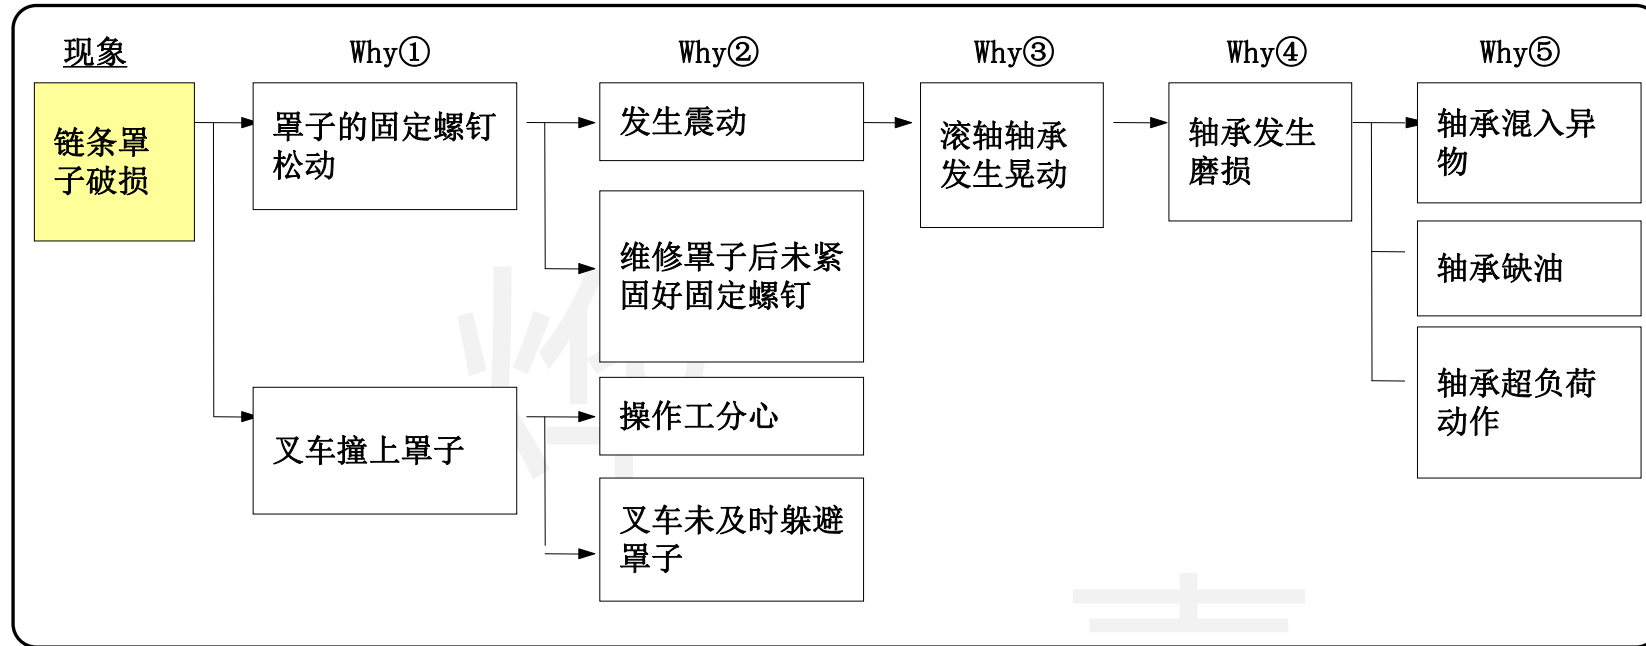 现象
Why①
Why②
Why③
Why④
Why⑤
链条罩
子破损
罩子的固定螺钉
松动
发生震动
滚轴轴承
发生晃动
轴承发生
磨损
轴承混入异
物
维修罩子后未紧
固好固定螺钉
轴承缺油
叉车撞上罩子
操作工分心
轴承超负荷
动作
叉车未及时躲避
罩子